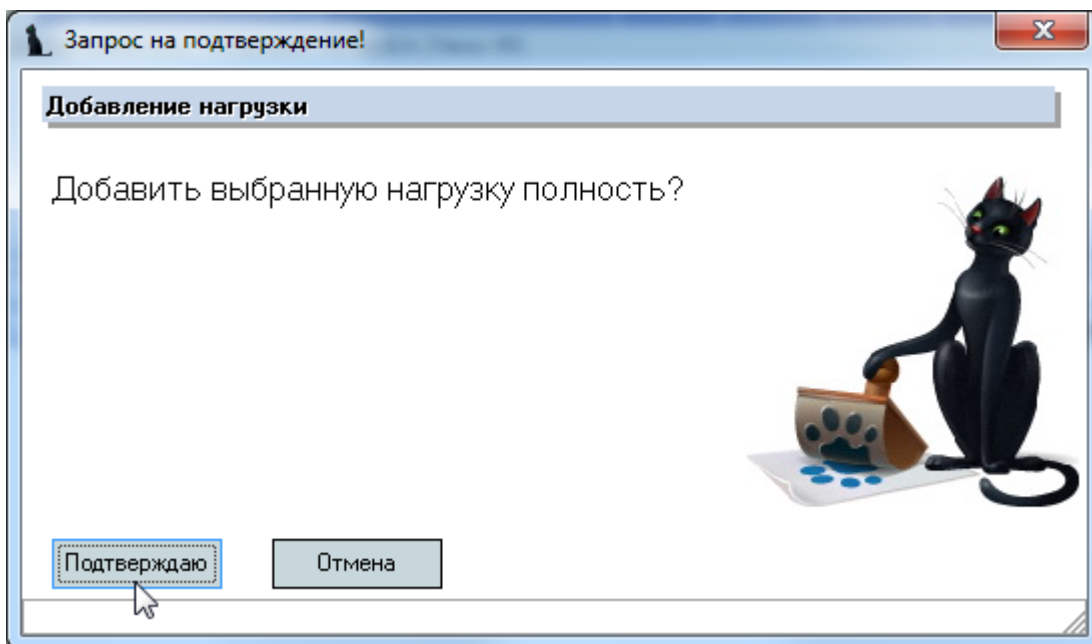 Запрос на подтверждение!
Добавление нагрузки
Добавить выбранную нагрузку полность?
Подтверждаю
Отмена